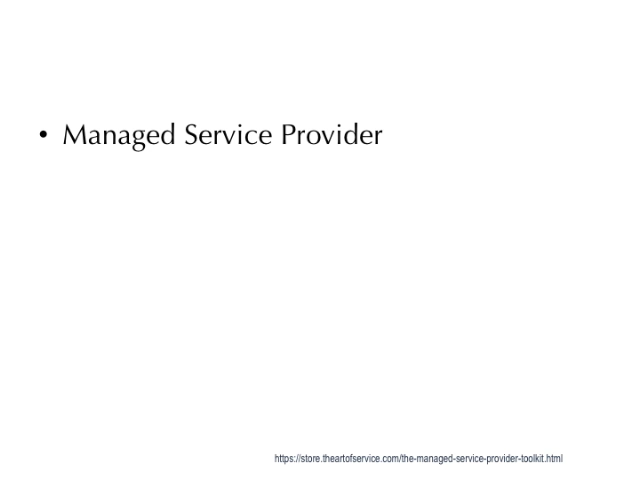 • Managed Service Provider
https://store.theartofservice.com/the-managed-service-provider-toolkit.html